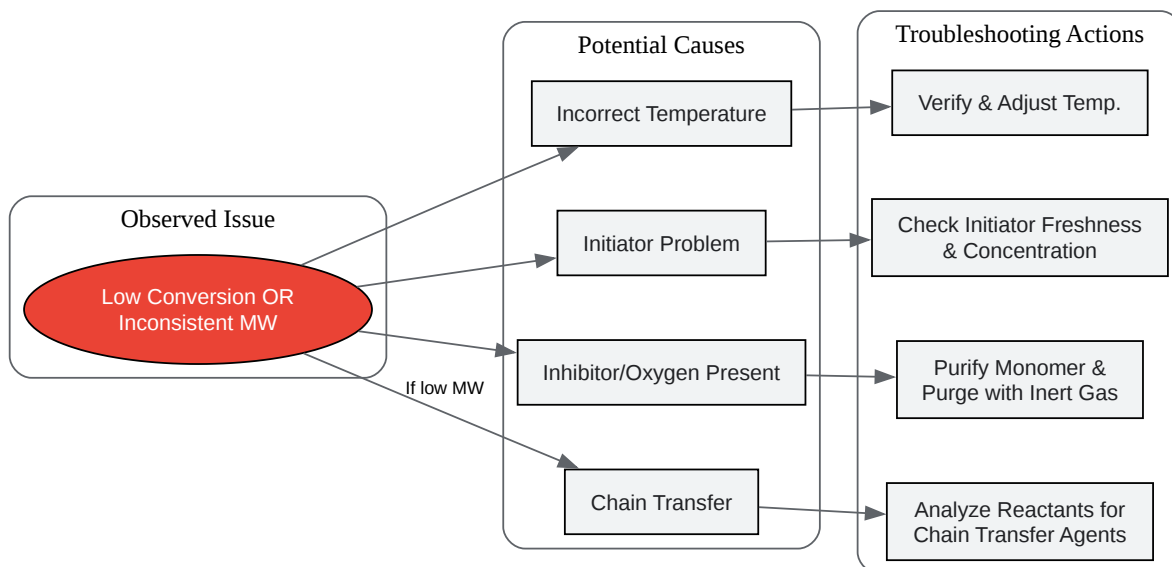 Observed Issue
Low Conversion OR
Inconsistent MW
If low MW
Potential Causes
Incorrect Temperature
Initiator Problem
Inhibitor/Oxygen Present
Chain Transfer
Troubleshooting Actions
Verify & Adjust Temp.
Check Initiator Freshness
& Concentration
Purify Monomer &
Purge with Inert Gas
Analyze Reactants for
Chain Transfer Agents